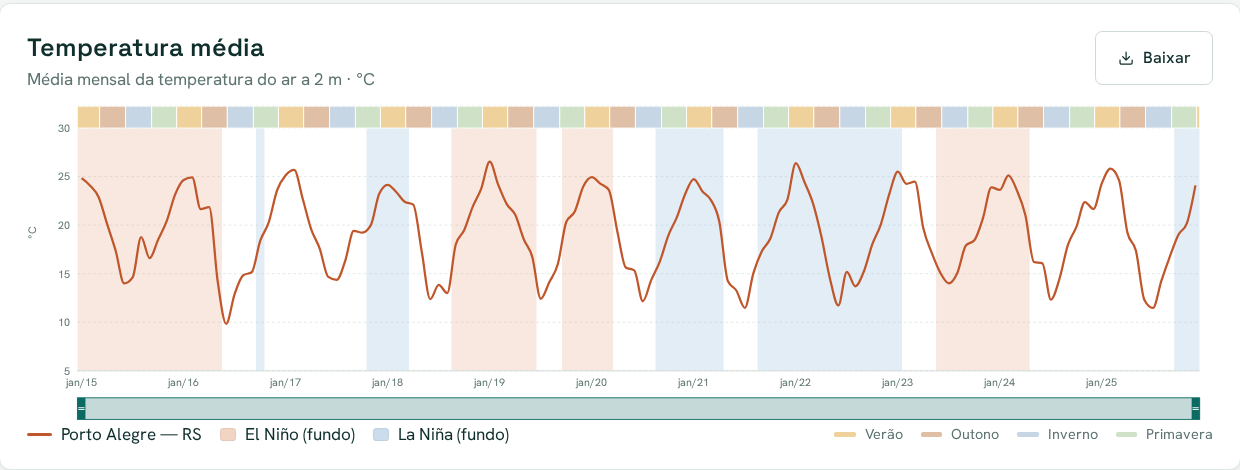 Temperatura média
Baixar
Média mensal da temperatura do ar a 2 m · °C
30
25
20
°C
15
10
5
jan/15 jan/16 jan/17 jan/18 jan/19 jan/20 jan/21 jan/22 jan/23 jan/24 jan/25
Porto Alegre — RS El Niño (fundo) La Niña (fundo) Verão Outono Inverno Primavera